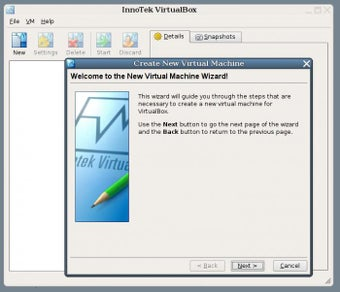 InnoTek VirtualBox
File VM Help
New Settings Delete Start Discard
Details Snapshots
Create New Virtual Machine
Welcome to the New Virtual Machine Wizard!
This wizard will guide you through the steps that are
necessary to create a new virtual machine for
VirtualBox.
Use the Next button to go the next page of the wizard
and the Back button to return to the previous page.
tek Virtua
< Back Next > Cancel